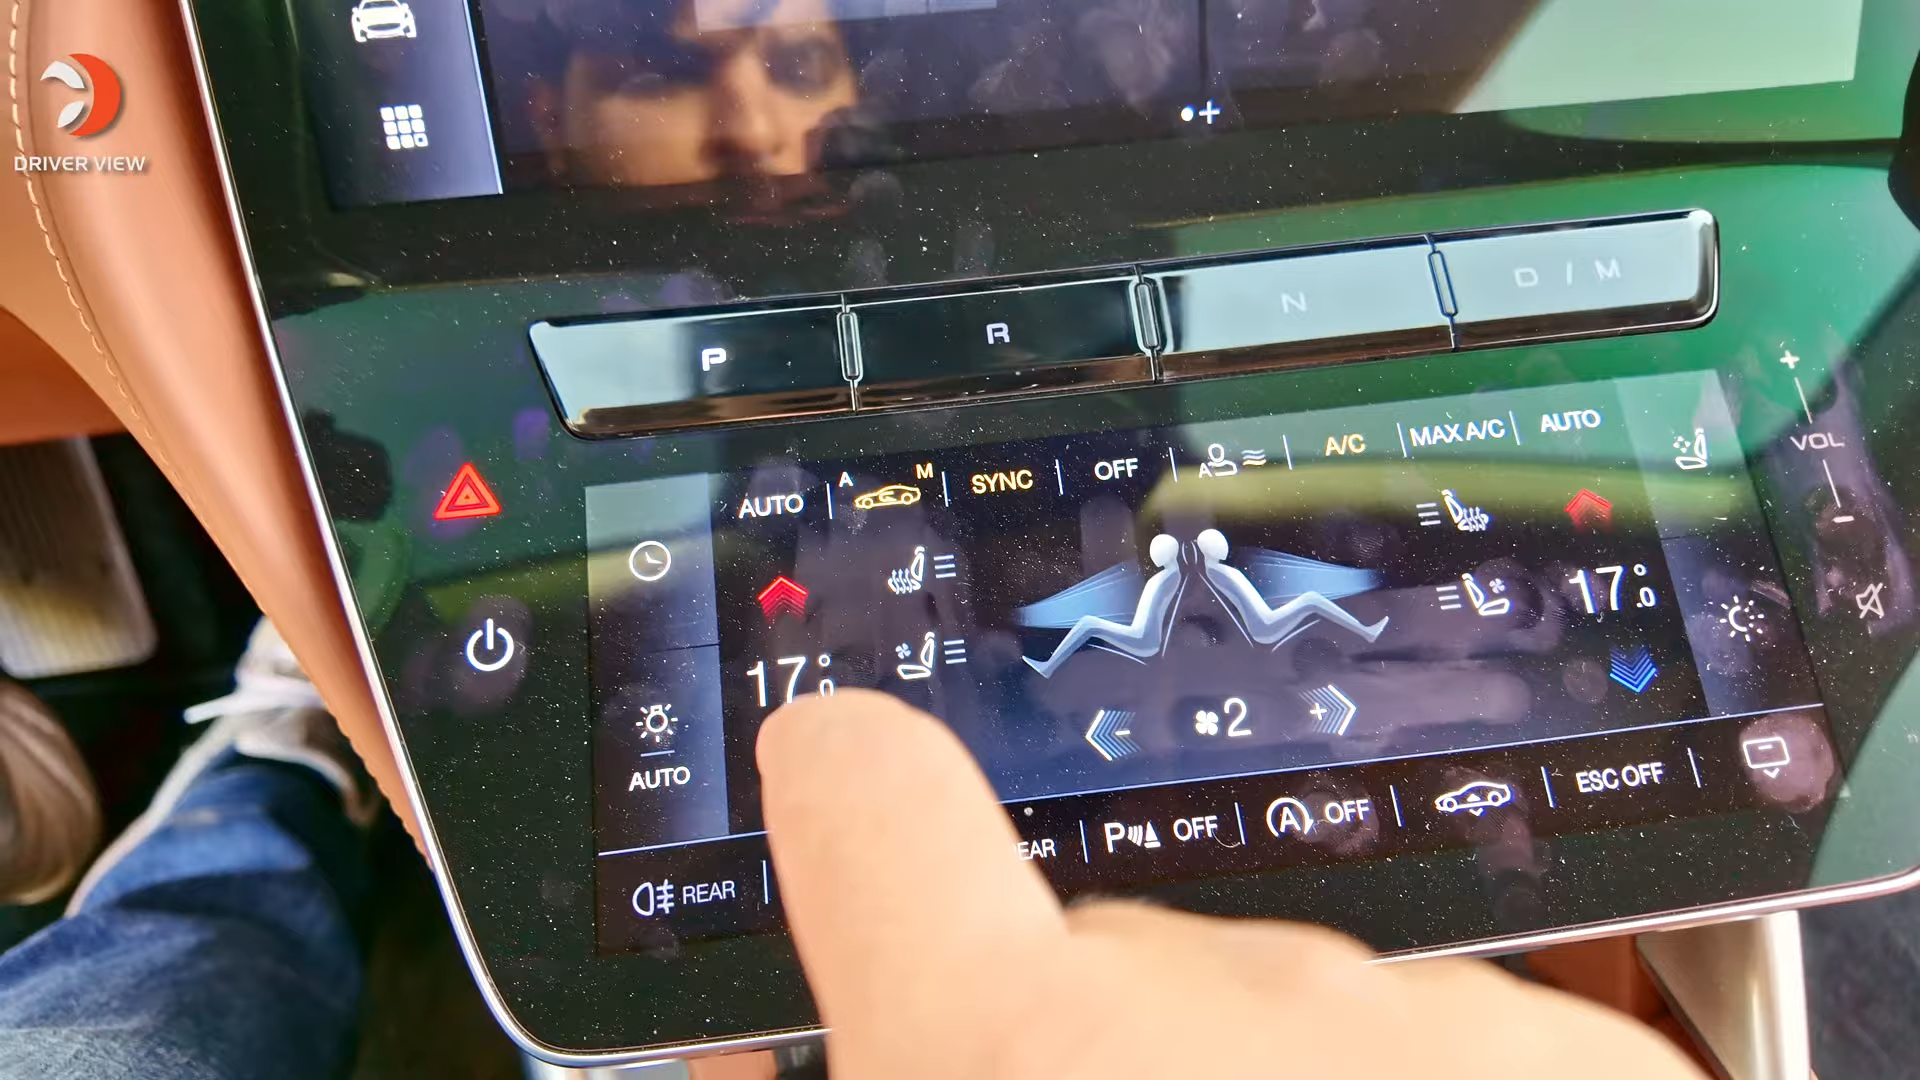 DRIVER VIEW
P R N D / M
+
VOL
-
AUTO A M SYNC OFF A A/C MAX A/C AUTO
17.0
17.0
2
AUTO
REAR
P OFF
A OFF
ESC OFF